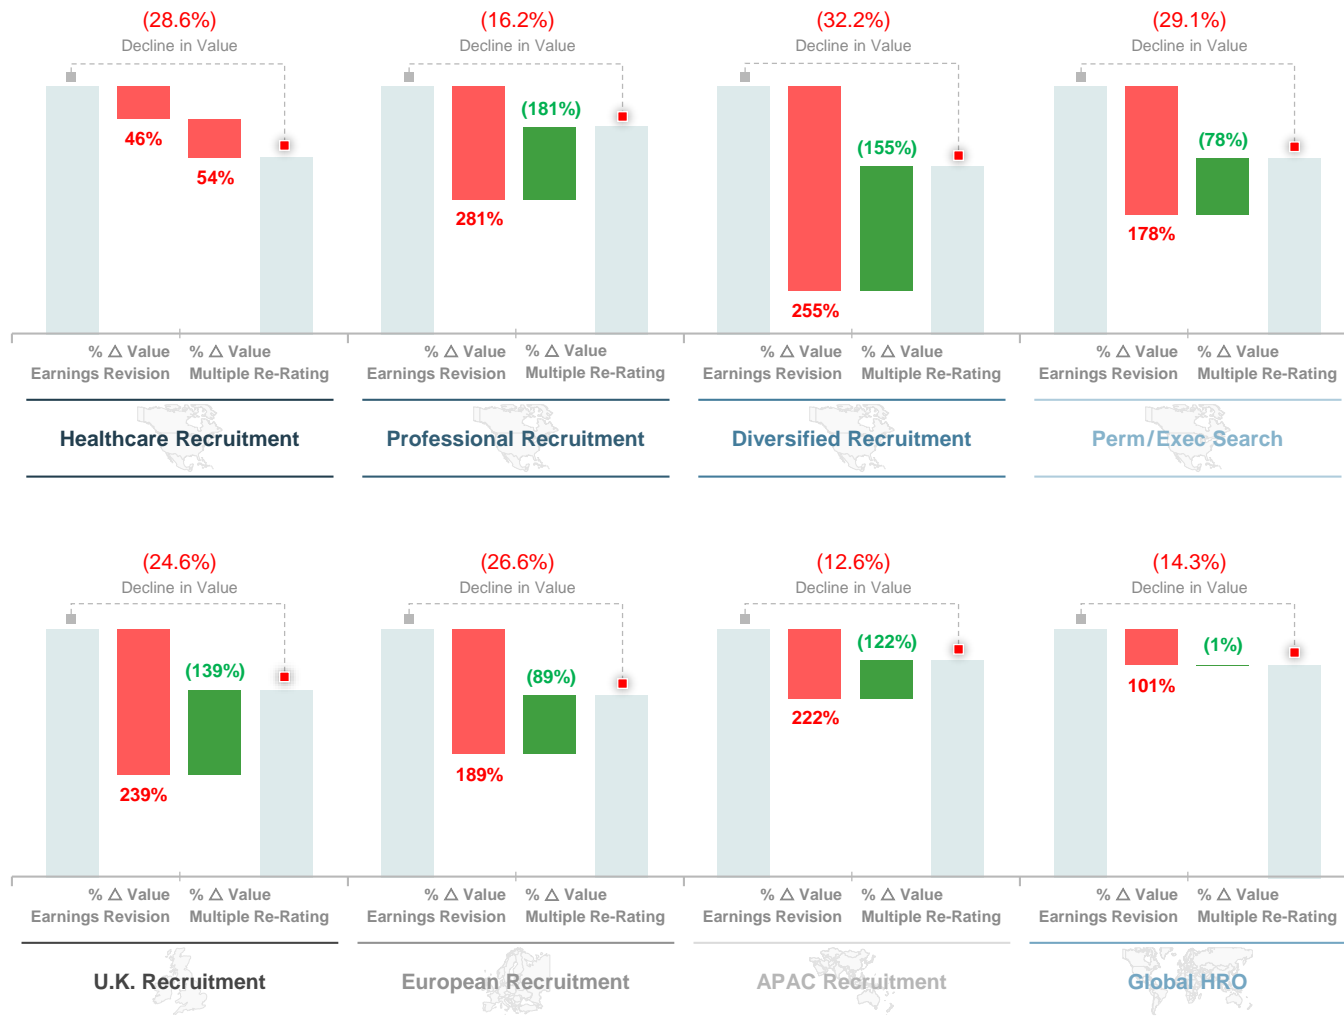 (28.6%)
Decline in Value
46%
54%
% △ Value
Earnings Revision
% △ Value
Multiple Re-Rating
Healthcare Recruitment
(16.2%)
Decline in Value
(181%)
281%
% △ Value
Earnings Revision
% △ Value
Multiple Re-Rating
Professional Recruitment
(32.2%)
Decline in Value
(155%)
255%
% △ Value
Earnings Revision
% △ Value
Multiple Re-Rating
Diversified Recruitment
(29.1%)
Decline in Value
(78%)
178%
% △ Value
Earnings Revision
% △ Value
Multiple Re-Rating
Perm/Exec Search
(24.6%)
Decline in Value
(139%)
239%
% △ Value
Earnings Revision
% △ Value
Multiple Re-Rating
U.K. Recruitment
(26.6%)
Decline in Value
(89%)
189%
% △ Value
Earnings Revision
% △ Value
Multiple Re-Rating
European Recruitment
(12.6%)
Decline in Value
(122%)
222%
% △ Value
Earnings Revision
% △ Value
Multiple Re-Rating
APAC Recruitment
(14.3%)
Decline in Value
(1%)
101%
% △ Value
Earnings Revision
% △ Value
Multiple Re-Rating
Global HRO